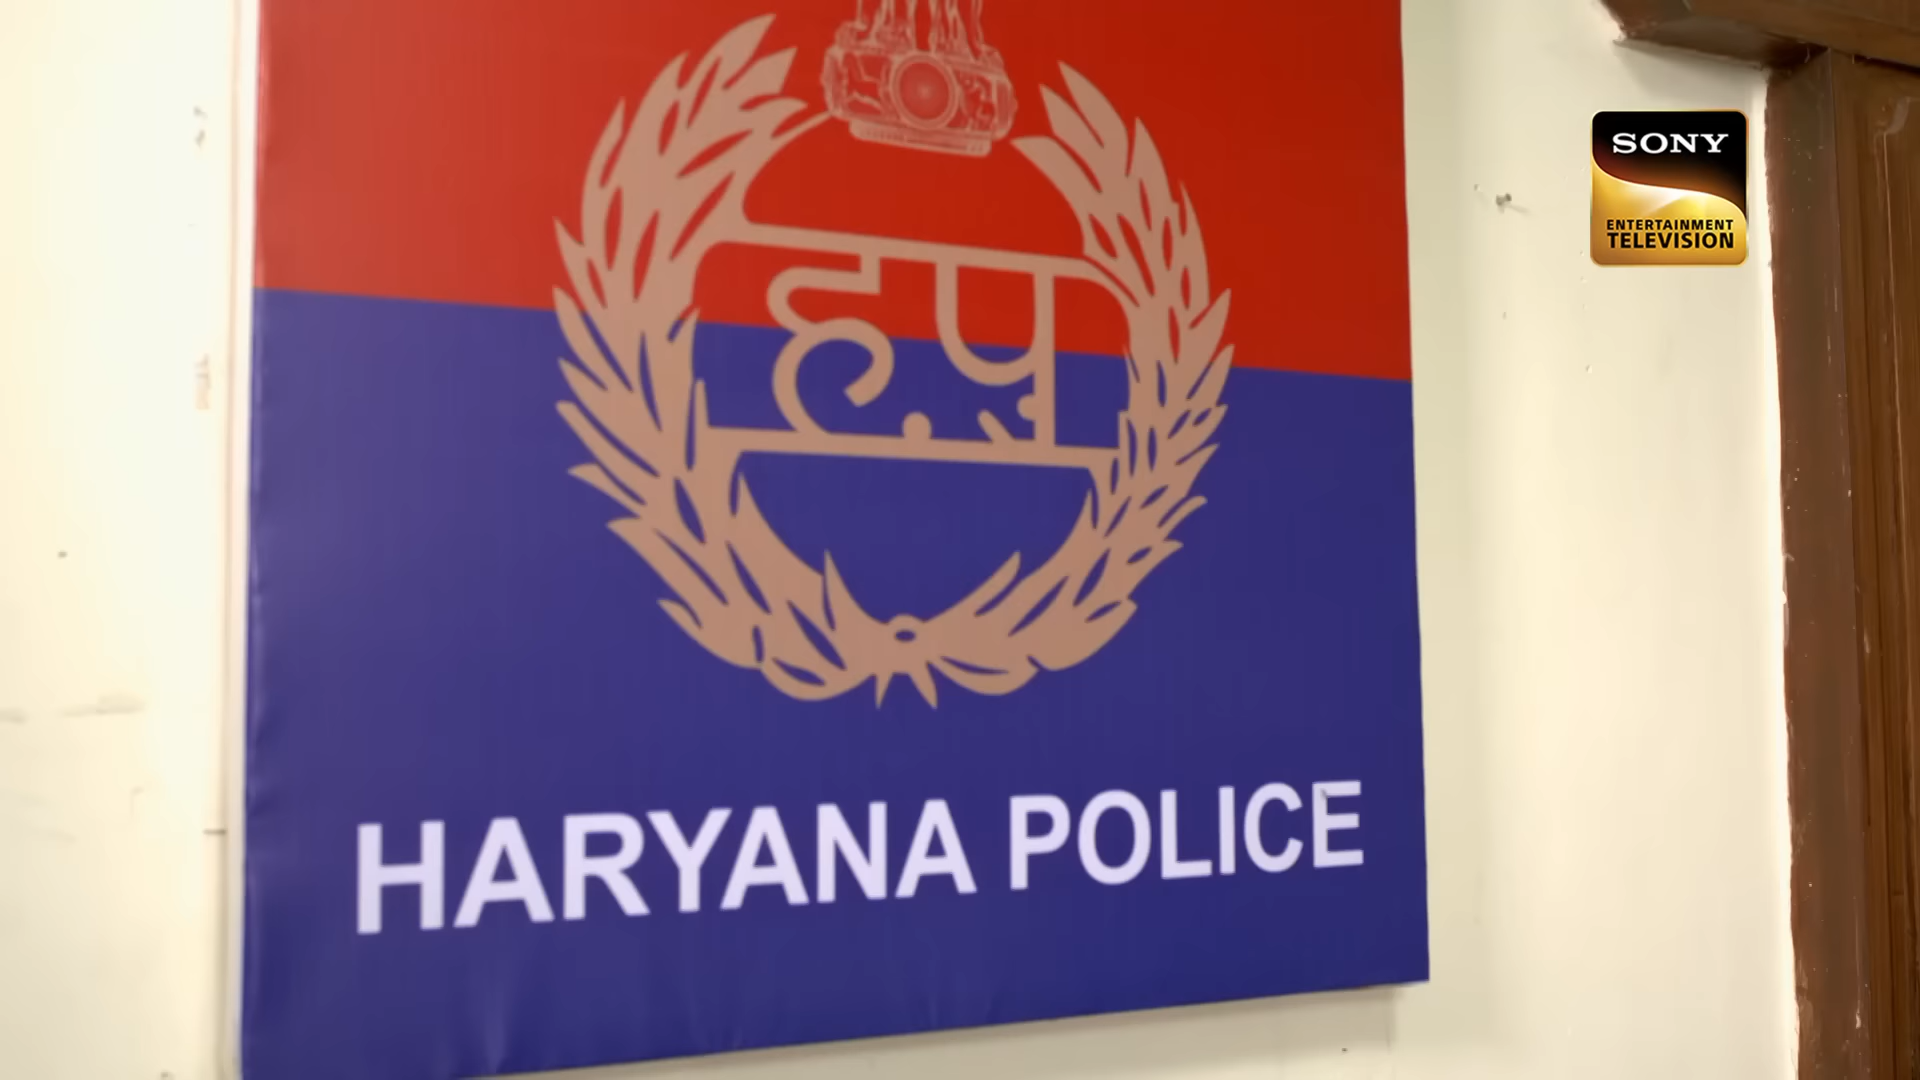 SONY
ENTERTAINMENT
TELEVISION
ह.पु
HARYANA POLICE